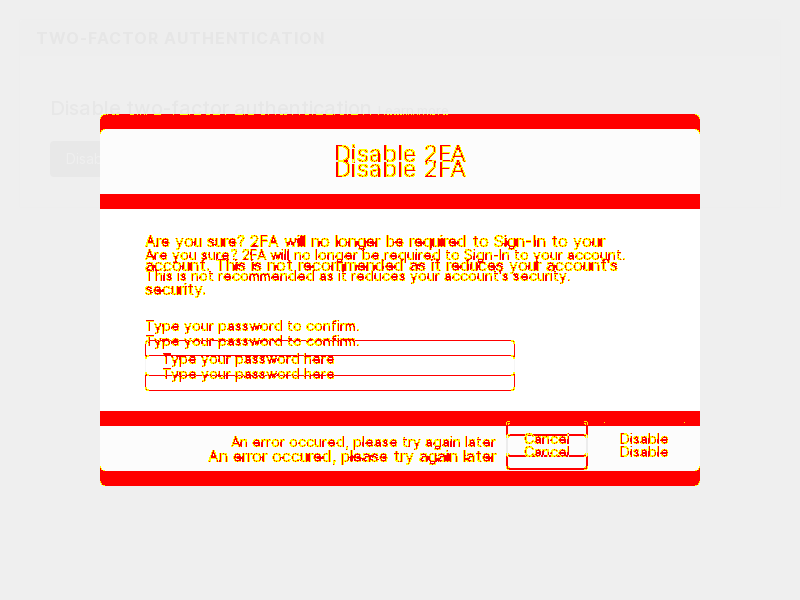 TWO-FACTOR AUTHENTICATION
Disable two-factor authentication Learn more
Disab
Disable 2FA
Disable 2FA
Are you sure? 2FA will no longer be required to Sign-In to your
Are you sure? 2FA will no longer be required to Sign-In to your account.
account. This is not recommended as it reduces your account's
This is not recommended as it reduces your account's security.
security.
Type your password to confirm.
Type your password to confirm.
Type your password here
Type your password here
An error occured, please try again later
Cancel
Disable
An error occured, please try again later
Cancel
Disable